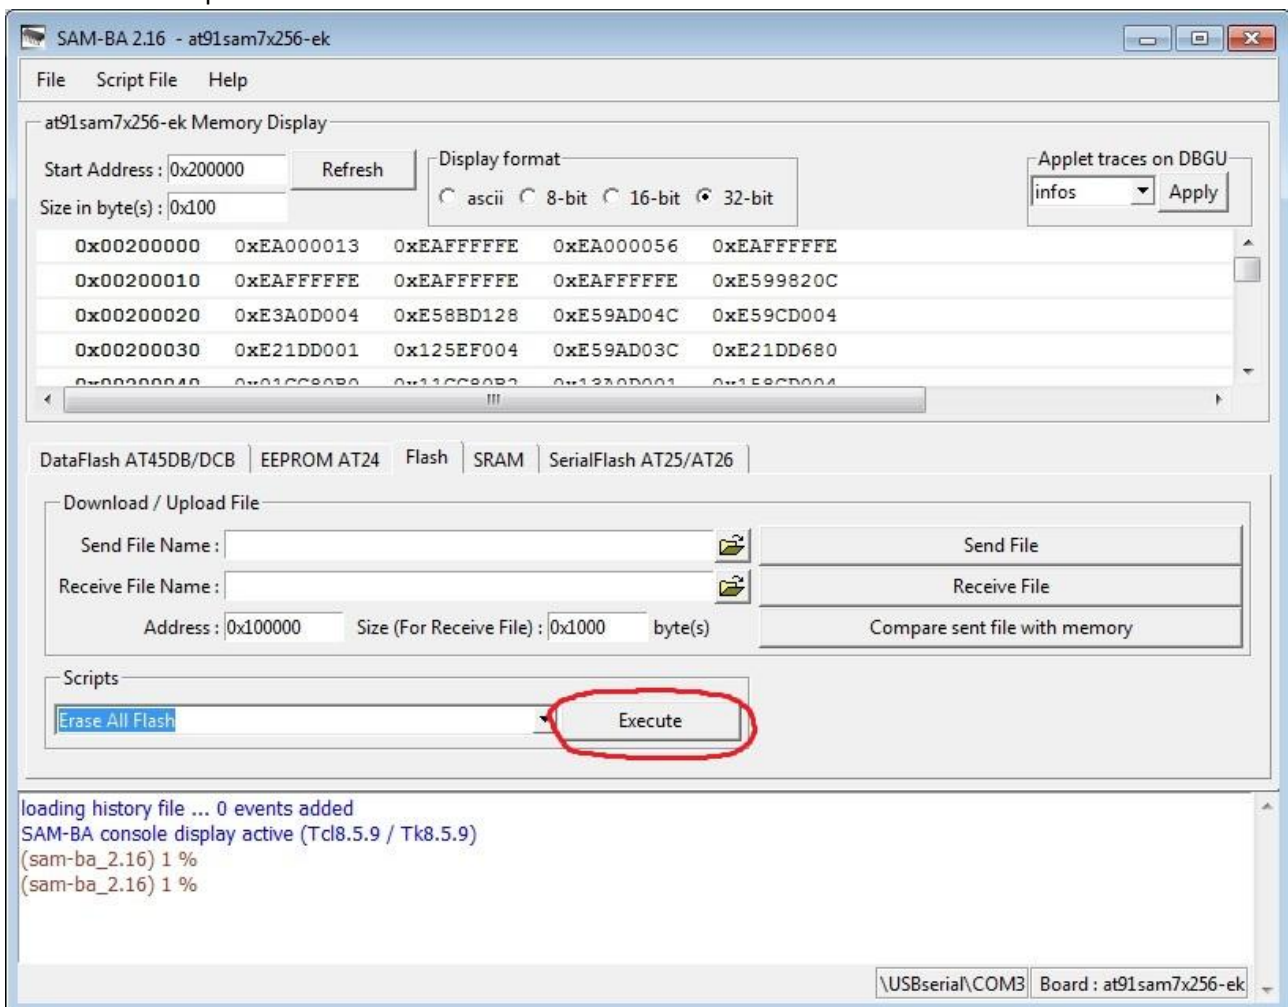 SAM-BA 2.16 - at91sam7x256-ek
File Script File Help
at91sam7x256-ek Memory Display
Start Address : 0x200000 Refresh
Size in byte(s) : 0x100
Display format
ascii 8-bit 16-bit 32-bit
Applet traces on DBGU
infos Apply
0x00200000 0xEA000013 0xEAFFFFFE 0xEA000056 0xEAFFFFFE
0x00200010 0xEAFFFFFE 0xEAFFFFFE 0xEAFFFFFE 0xE599820C
0x00200020 0xE3A0D004 0xE58BD128 0xE59AD04C 0xE59CD004
0x00200030 0xE21DD001 0x125EF004 0xE59AD03C 0xE21DD680
0x00200040 0x01CC80B0 0x11CC80B2 0x13A0D001 0x158CD004
DataFlash AT45DB/DCB EEPROM AT24 Flash SRAM SerialFlash AT25/AT26
Download / Upload File
Send File Name : Send File
Receive File Name : Receive File
Address : 0x100000 Size (For Receive File) : 0x1000 byte(s) Compare sent file with memory
Scripts
Erase All Flash Execute
loading history file ... 0 events added
SAM-BA console display active (Tcl8.5.9 / Tk8.5.9)
(sam-ba_2.16) 1 %
(sam-ba_2.16) 1 %
\USBserial\COM3 Board : at91sam7x256-ek